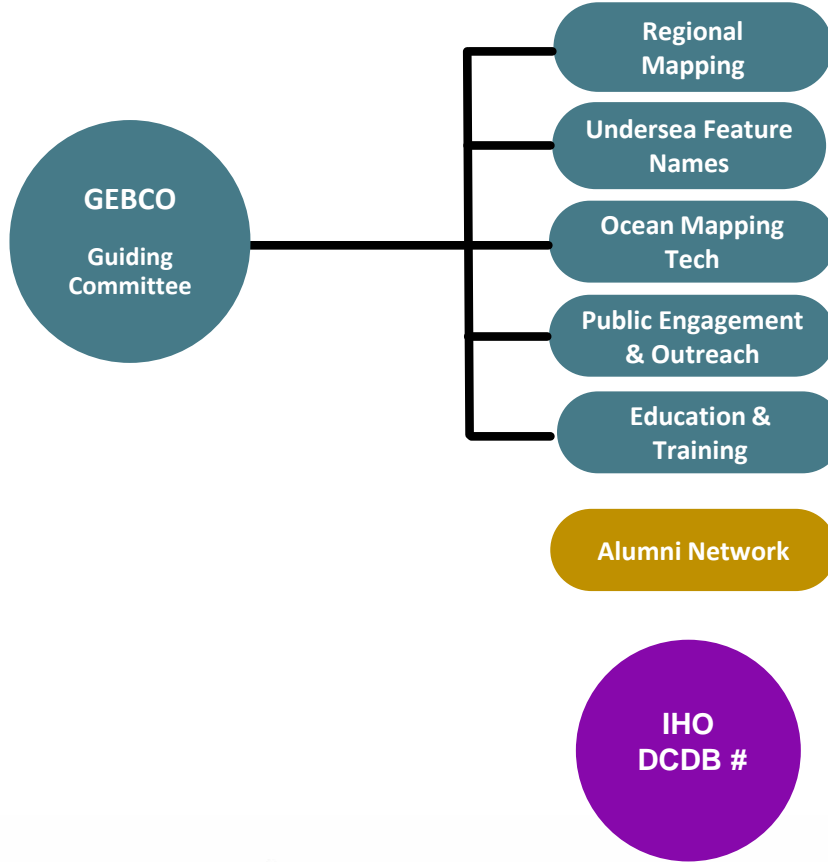 Regional
Mapping
Undersea Feature
Names
GEBCO
Guiding
Committee
Ocean Mapping
Tech
Public Engagement
& Outreach
Education &
Training
Alumni Network
IHO
DCDB #